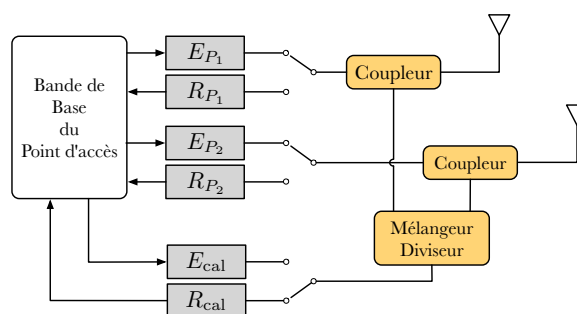 Bande de
Base
du
Point d'accès
E_{P_1}
R_{P_1}
E_{P_2}
R_{P_2}
E_{cal}
R_{cal}
Coupleur
Coupleur
Mélangeur
Diviseur